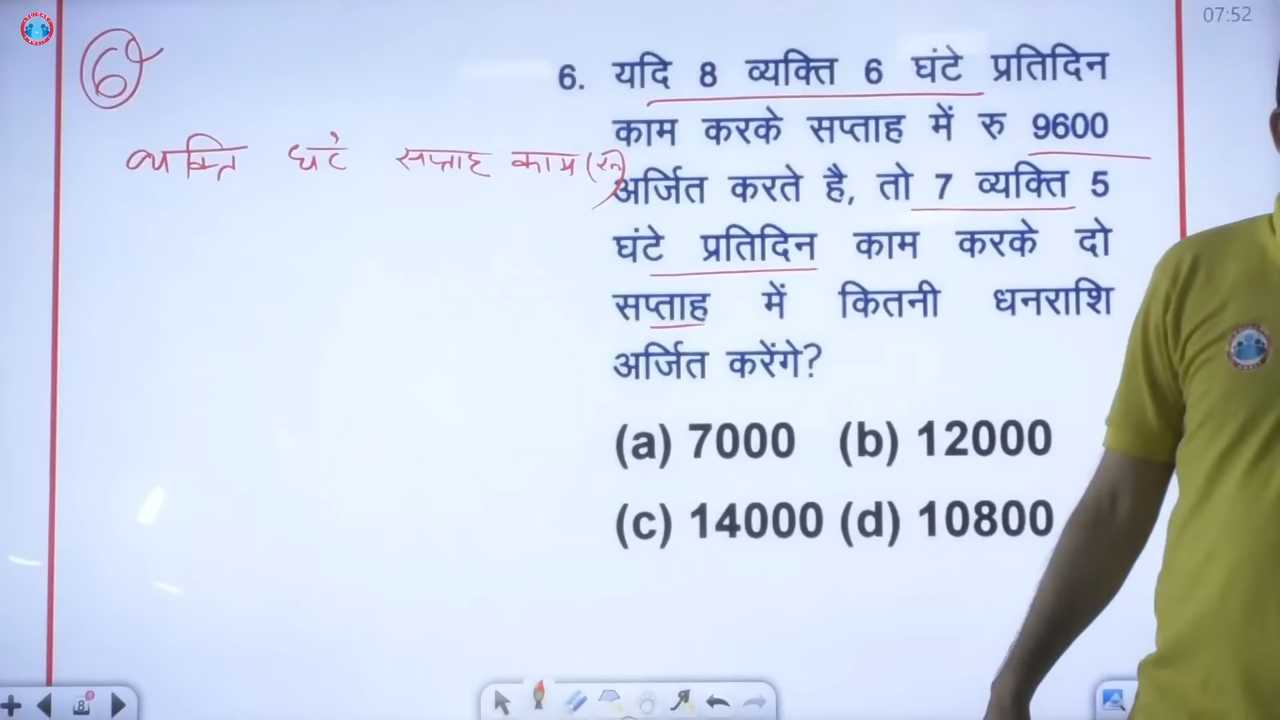 07:52
6
व्यक्ति घंटे सप्ताह काम (रु)
6. यदि 8 व्यक्ति 6 घंटे प्रतिदिन
काम करके सप्ताह में रु 9600
अर्जित करते है, तो 7 व्यक्ति 5
घंटे प्रतिदिन काम करके दो
सप्ताह में कितनी धनराशि
अर्जित करेंगे?
(a) 7000 (b) 12000
(c) 14000 (d) 10800
8